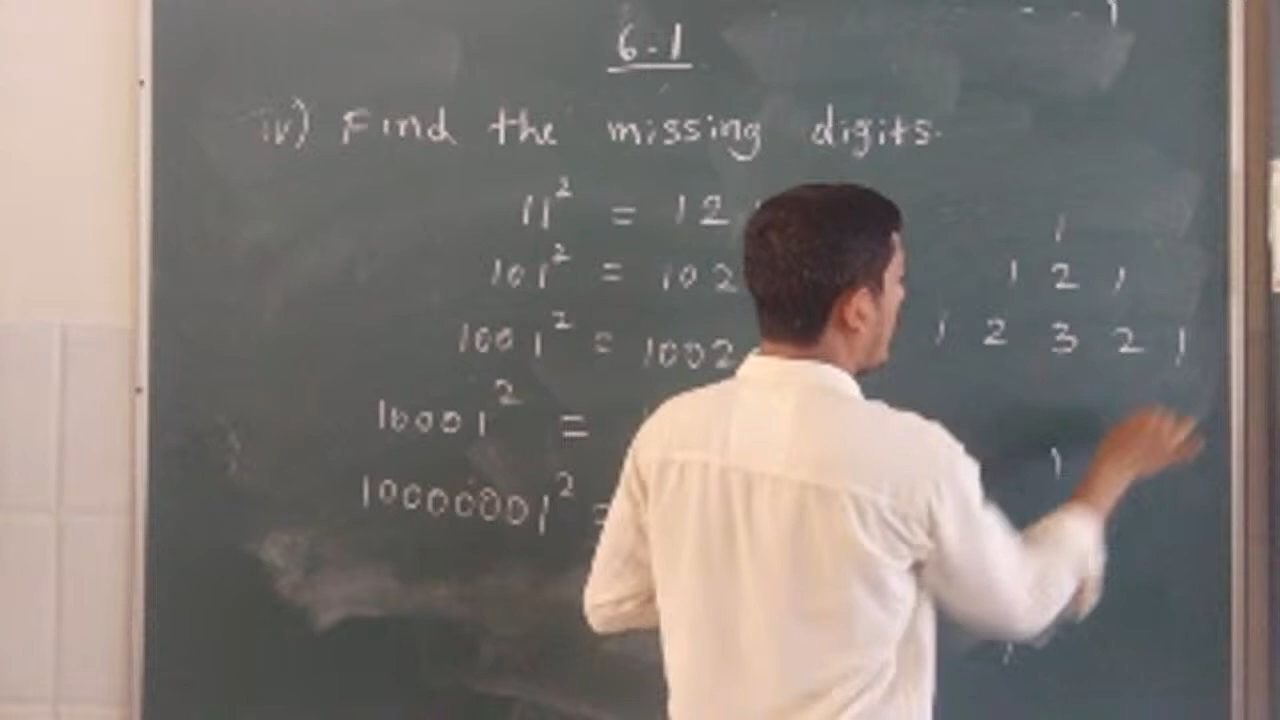 6.1
iv) Find the missing digits.
11² = 12
101² = 102
1001² = 1002
10001² =
10000001² =
1
1 2 1
1 2 3 2 1
1